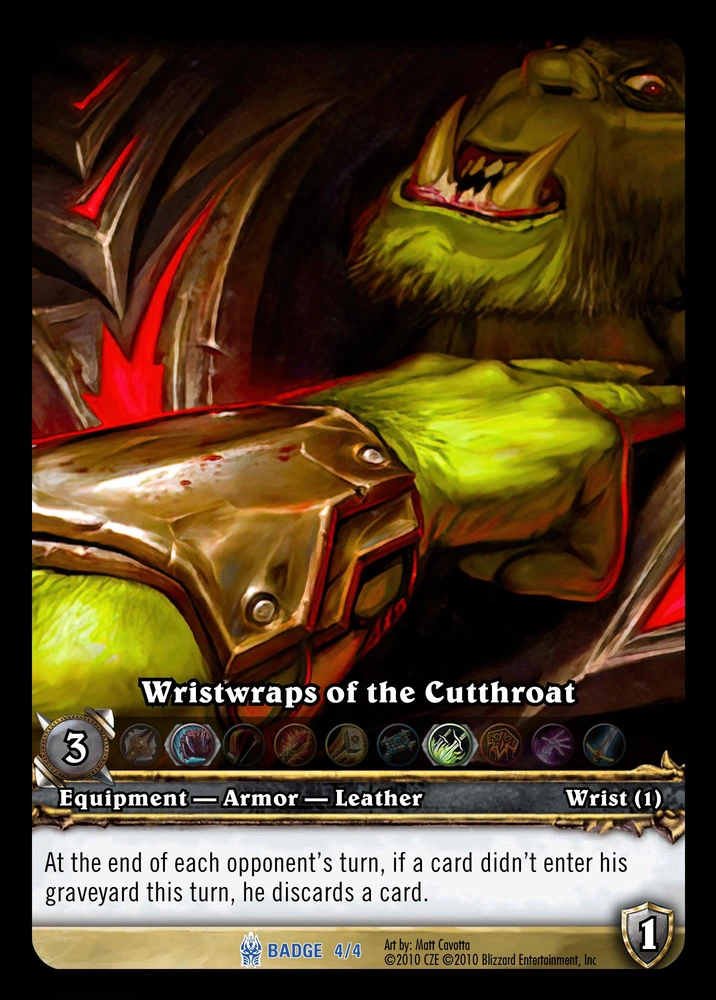 Wristwraps of the Cutthroat
3
Equipment — Armor — Leather Wrist (1)
At the end of each opponent's turn, if a card didn't enter his
graveyard this turn, he discards a card.
1
BADGE 4/4
Art by: Matt Cavotta
©2010 CZE ©2010 Blizzard Entertainment, Inc